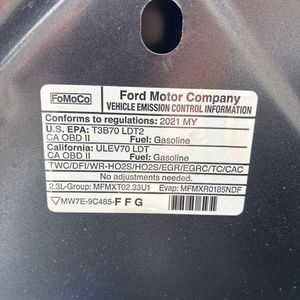 FoMoCo
Ford Motor Company
VEHICLE EMISSION CONTROL INFORMATION
Conforms to regulations: 2021 MY
U.S. EPA: T3B70 LDT2
CA OBD II Fuel: Gasoline
California: ULEV70 LDT
CA OBD II Fuel: Gasoline
TWC/DFI/WR-HO2S/HO2S/EGR/EGRC/TC/CAC
No adjustments needed.
2.3L-Group: MFMXT02.33U1 Evap: MFMXR0185NDF
MW7E-9C485-F F G